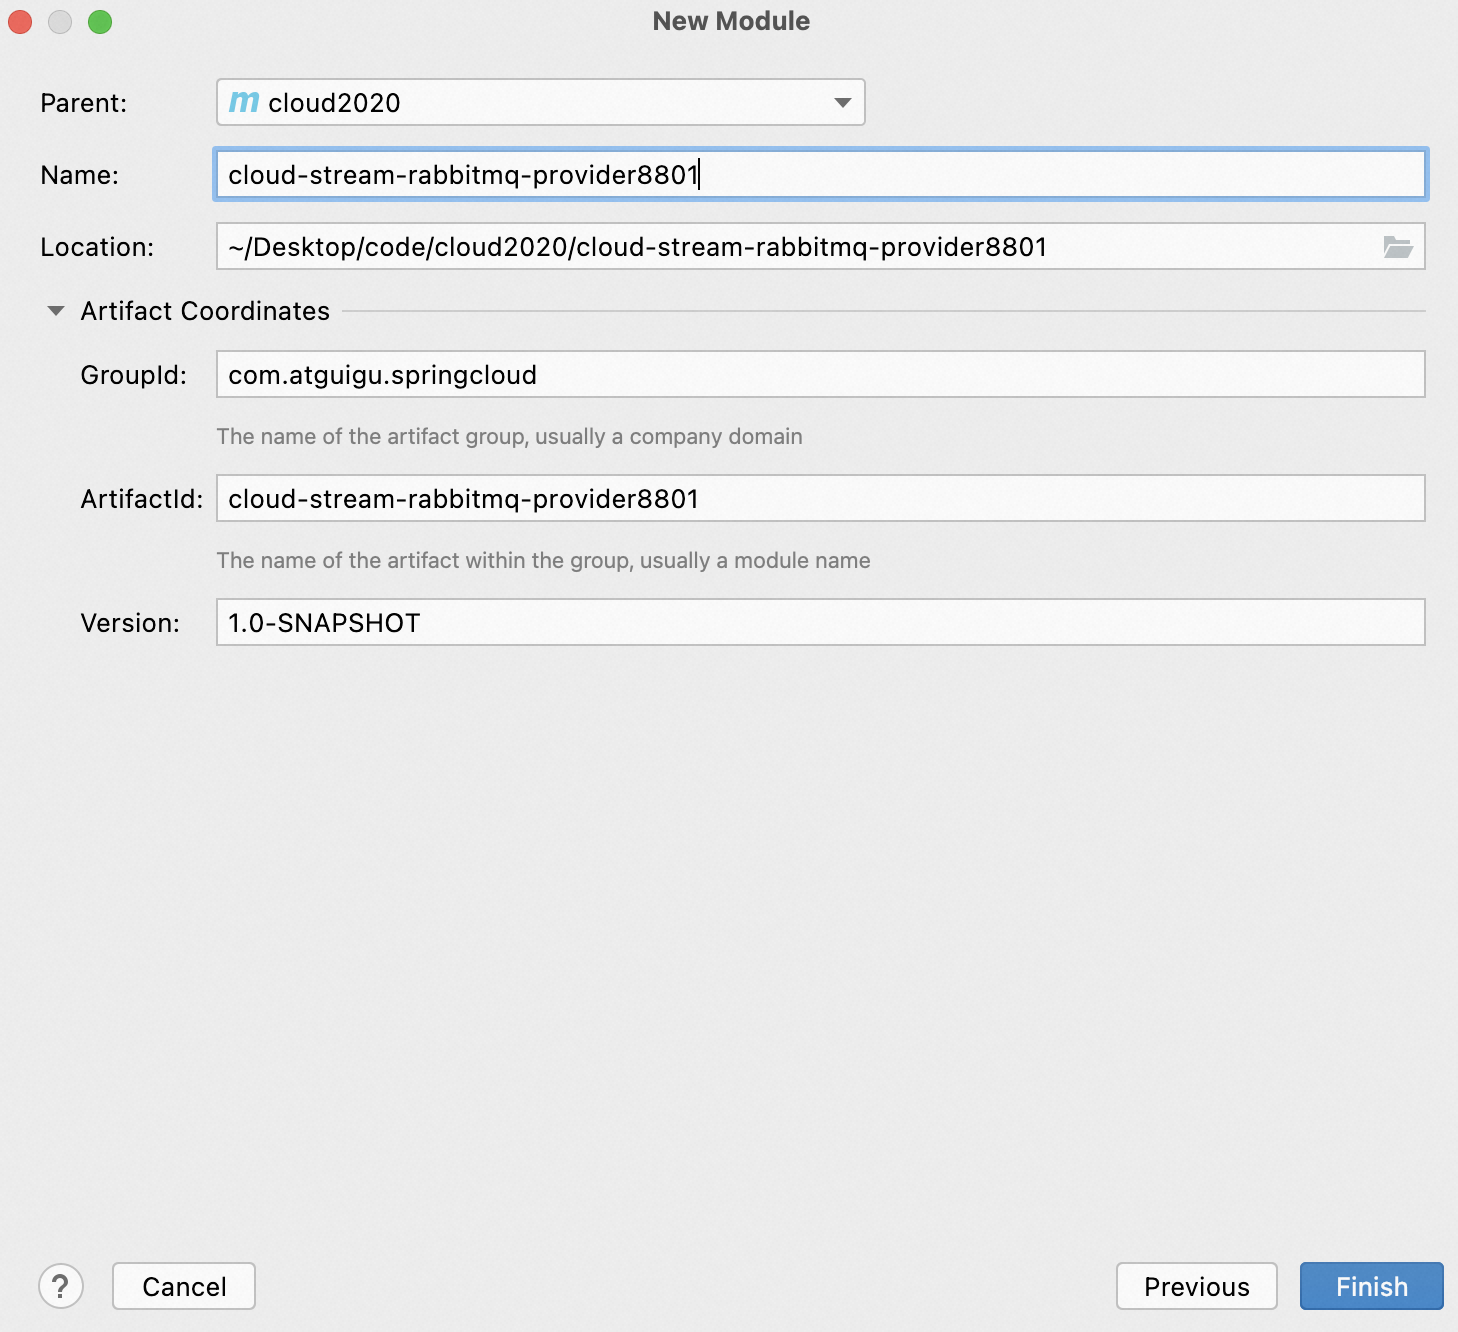 New Module
Parent: m cloud2020
Name: cloud-stream-rabbitmq-provider8801
Location: ~/Desktop/code/cloud2020/cloud-stream-rabbitmq-provider8801
Artifact Coordinates
GroupId: com.atguigu.springcloud
The name of the artifact group, usually a company domain
ArtifactId: cloud-stream-rabbitmq-provider8801
The name of the artifact within the group, usually a module name
Version: 1.0-SNAPSHOT
? Cancel Previous Finish